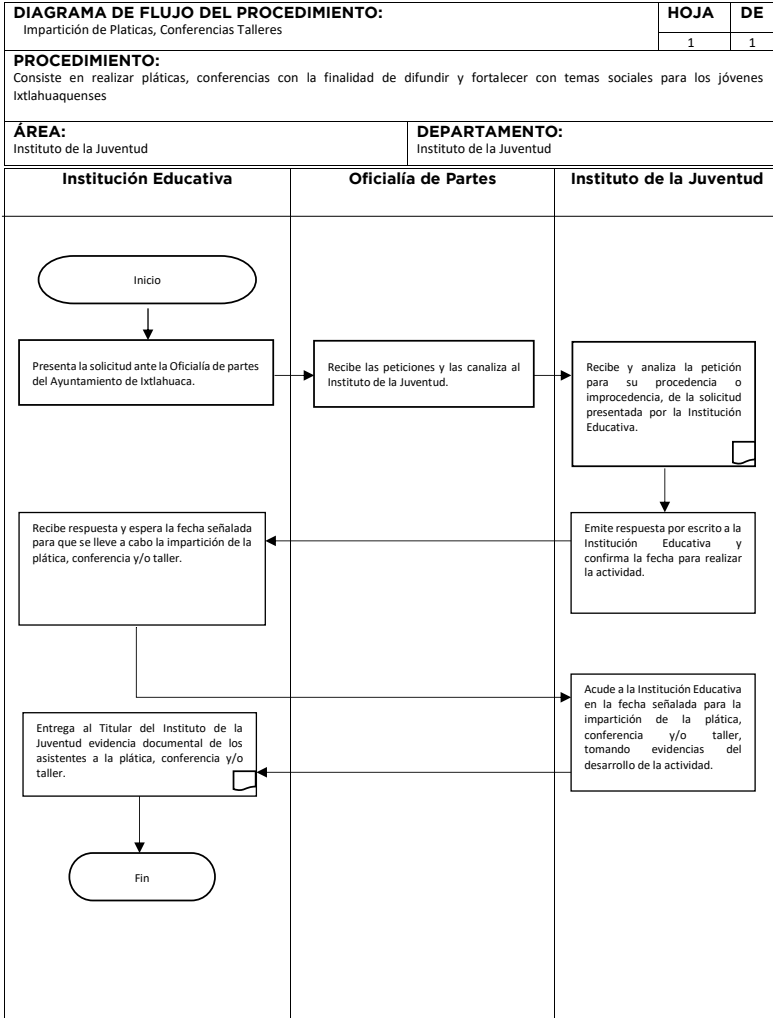 DIAGRAMA DE FLUJO DEL PROCEDIMIENTO:
Impartición de Platicas, Conferencias Talleres
HOJA DE
1 1
PROCEDIMIENTO:
Consiste en realizar pláticas, conferencias con la finalidad de difundir y fortalecer con temas sociales para los jóvenes
Ixtlahuaquenses
ÁREA:
Instituto de la Juventud
DEPARTAMENTO:
Instituto de la Juventud
Institución Educativa
Oficialía de Partes
Instituto de la Juventud
Inicio
Presenta la solicitud ante la Oficialía de partes
del Ayuntamiento de Ixtlahuaca.
Recibe las peticiones y las canaliza al
Instituto de la Juventud.
Recibe y analiza la petición
para su procedencia o
improcedencia, de la solicitud
presentada por la Institución
Educativa.
Emite respuesta por escrito a la
Institución Educativa y
confirma la fecha para realizar
la actividad.
Recibe respuesta y espera la fecha señalada
para que se lleve a cabo la impartición de la
plática, conferencia y/o taller.
Acude a la Institución Educativa
en la fecha señalada para la
impartición de la plática,
conferencia y/o taller,
tomando evidencias del
desarrollo de la actividad.
Entrega al Titular del Instituto de la
Juventud evidencia documental de los
asistentes a la plática, conferencia y/o
taller.
Fin